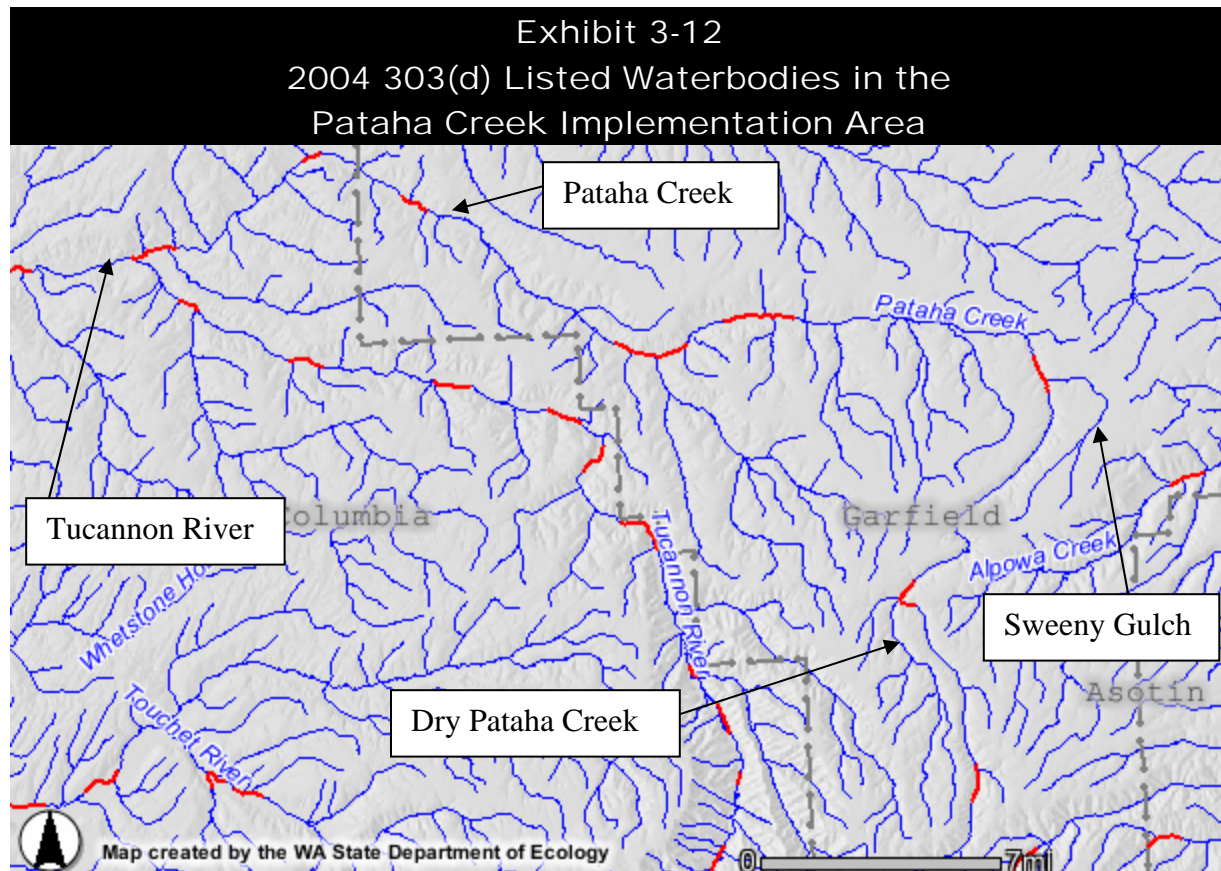 Exhibit 3-12
2004 303(d) Listed Waterbodies in the
Pataha Creek Implementation Area
Pataha Creek
Pataha Creek
Tucannon River
Columbia
Garfield
Tucannon River
Alpowa Creek
Whetstone Ho
Sweeny Gulch
Asotin
Dry Pataha Creek
Touchet River
Map created by the WA State Department of Ecology
0 7mi